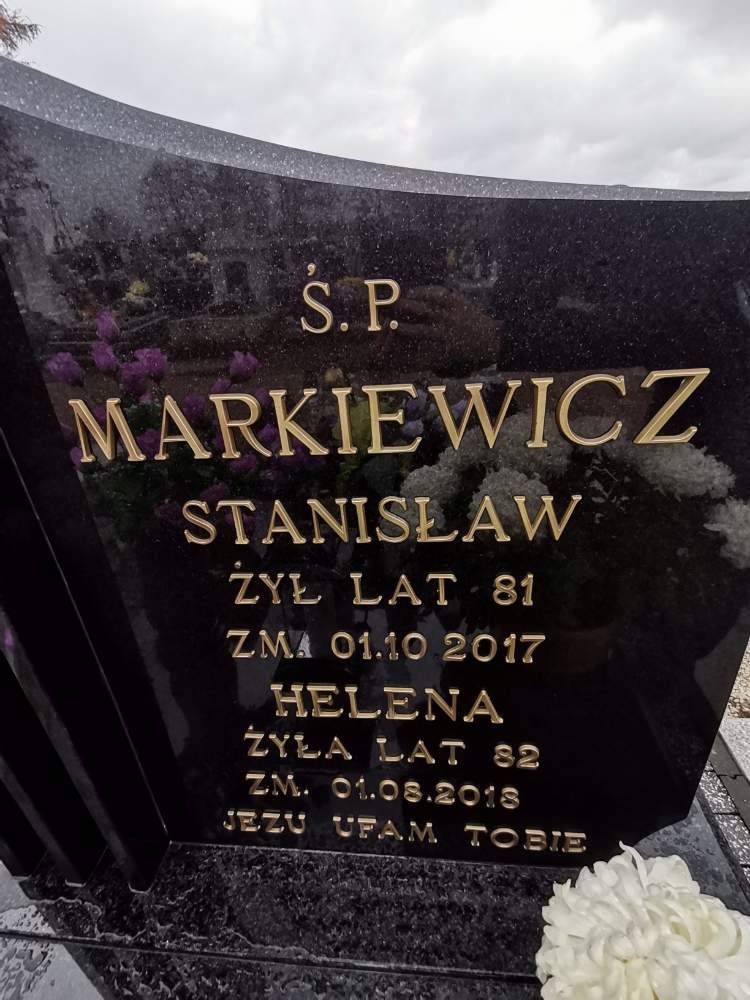 Ś.P.
MARKIEWICZ
STANISŁAW
ŻYŁ LAT 81
ZM. 01.10.2017
HELENA
ŻYŁA LAT 82
ZM. 01.08.2018
JEZU UFAM TOBIE